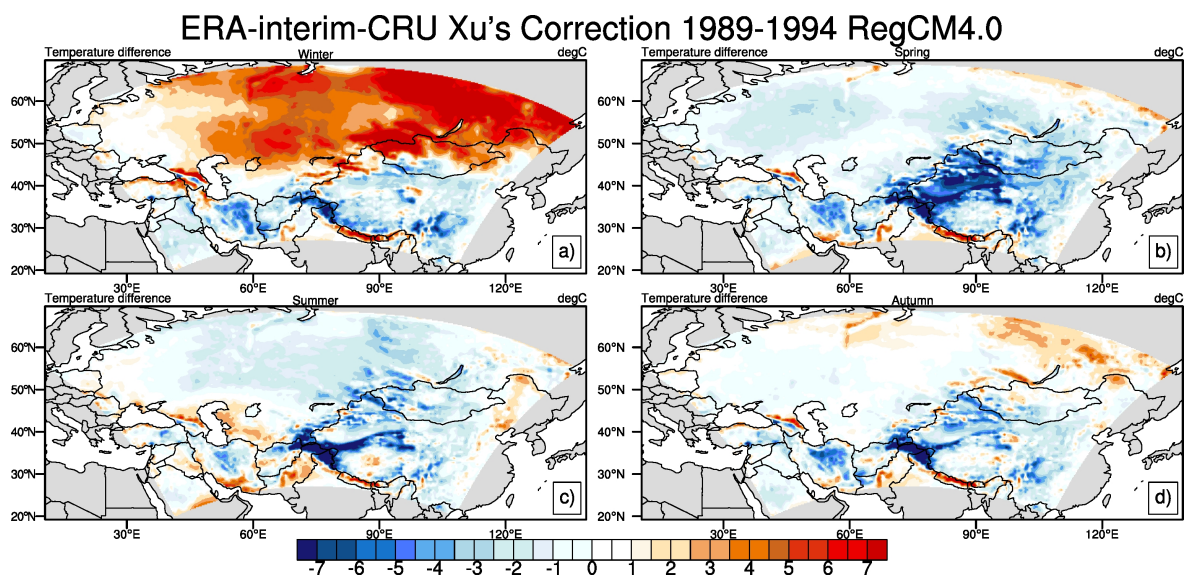 ERA-interim-CRU Xu's Correction 1989-1994 RegCM4.0
Temperature difference Winter degC
60°N
50°N
40°N
30°N
20°N
30°E 60°E 90°E 120°E
a)
Temperature difference Spring degC
60°N
50°N
40°N
30°N
20°N
30°E 60°E 90°E 120°E
b)
Temperature difference Summer degC
60°N
50°N
40°N
30°N
20°N
30°E 60°E 90°E 120°E
c)
Temperature difference Autumn degC
60°N
50°N
40°N
30°N
20°N
30°E 60°E 90°E 120°E
d)
-7 -6 -5 -4 -3 -2 -1 0 1 2 3 4 5 6 7